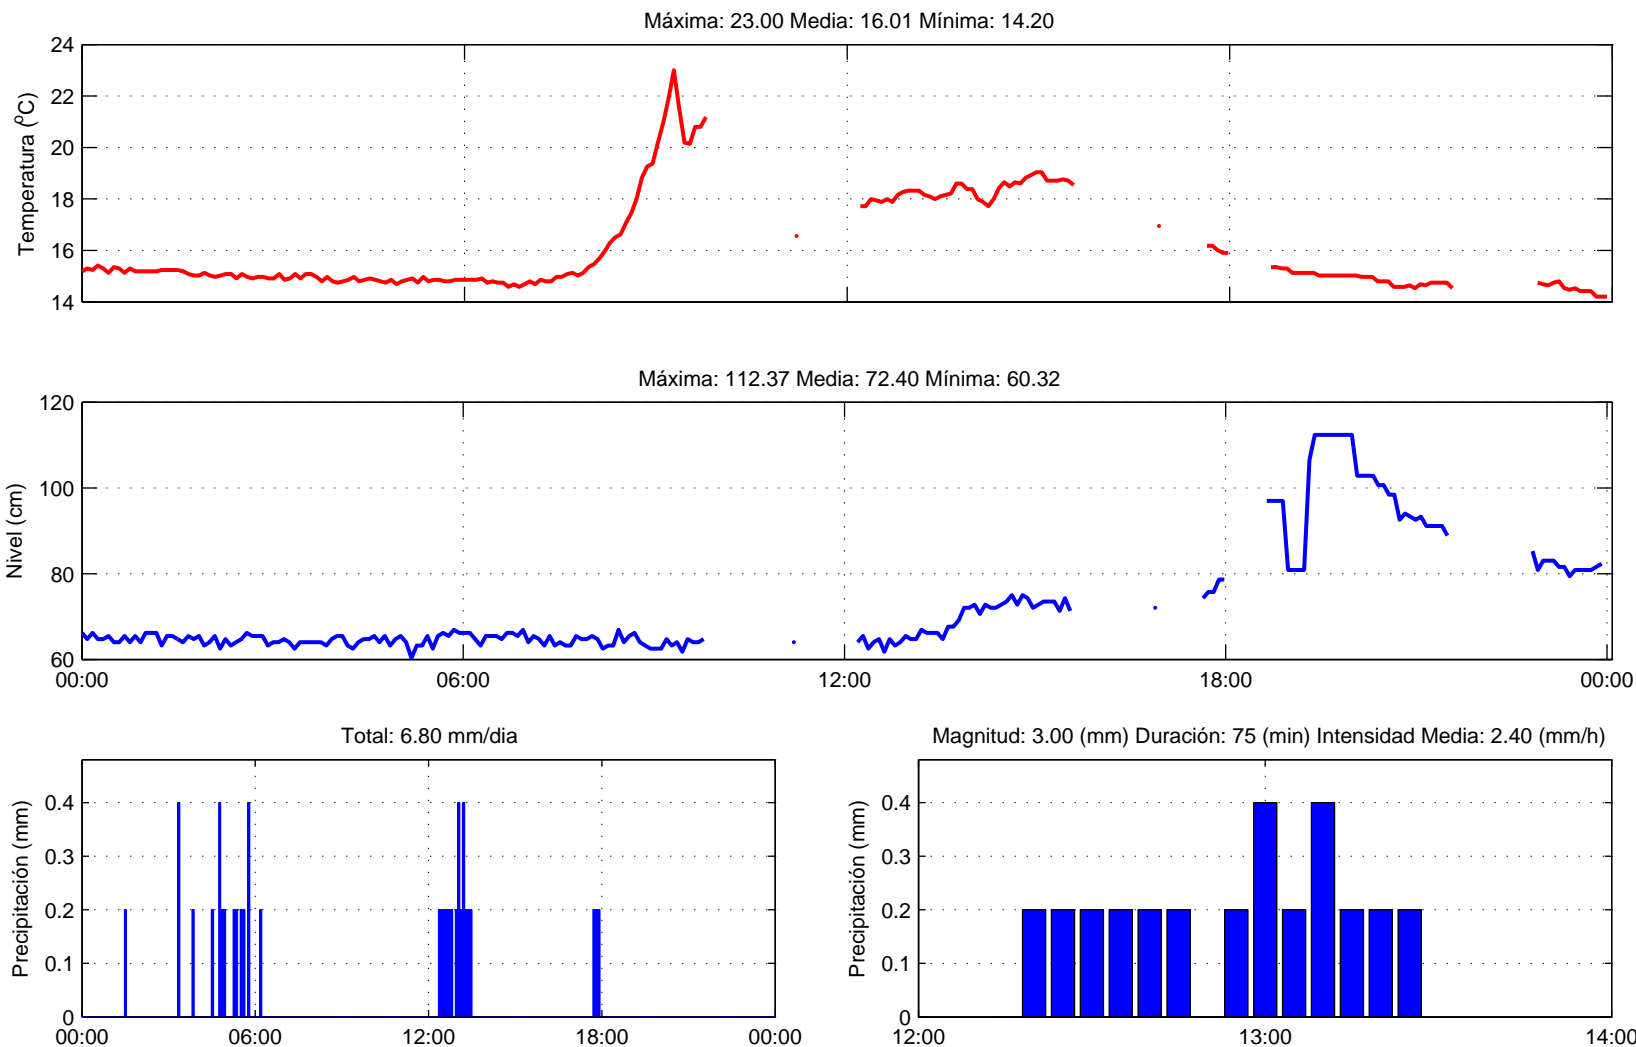 Máxima: 23.00 Media: 16.01 Mínima: 14.20
Temperatura (ºC)
24
22
20
18
16
14
Máxima: 112.37 Media: 72.40 Mínima: 60.32
Nivel (cm)
120
100
80
60
00:00 06:00 12:00 18:00 00:00
Total: 6.80 mm/dia
Precipitación (mm)
0.4
0.3
0.2
0.1
0
00:00 06:00 12:00 18:00 00:00
Magnitud: 3.00 (mm) Duración: 75 (min) Intensidad Media: 2.40 (mm/h)
Precipitación (mm)
0.4
0.3
0.2
0.1
0
12:00 13:00 14:00